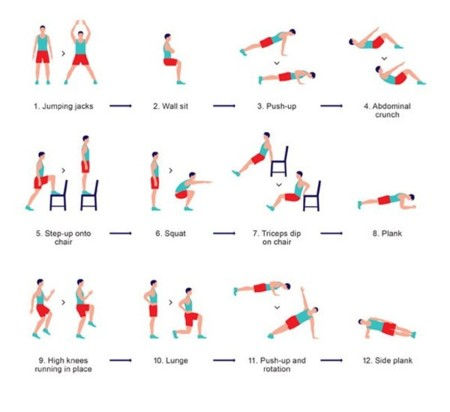 1. Jumping jacks
2. Wall sit
3. Push-up
4. Abdominal
crunch
5. Step-up onto
chair
6. Squat
7. Triceps dip
on chair
8. Plank
9. High knees
running in place
10. Lunge
11. Push-up and
rotation
12. Side plank